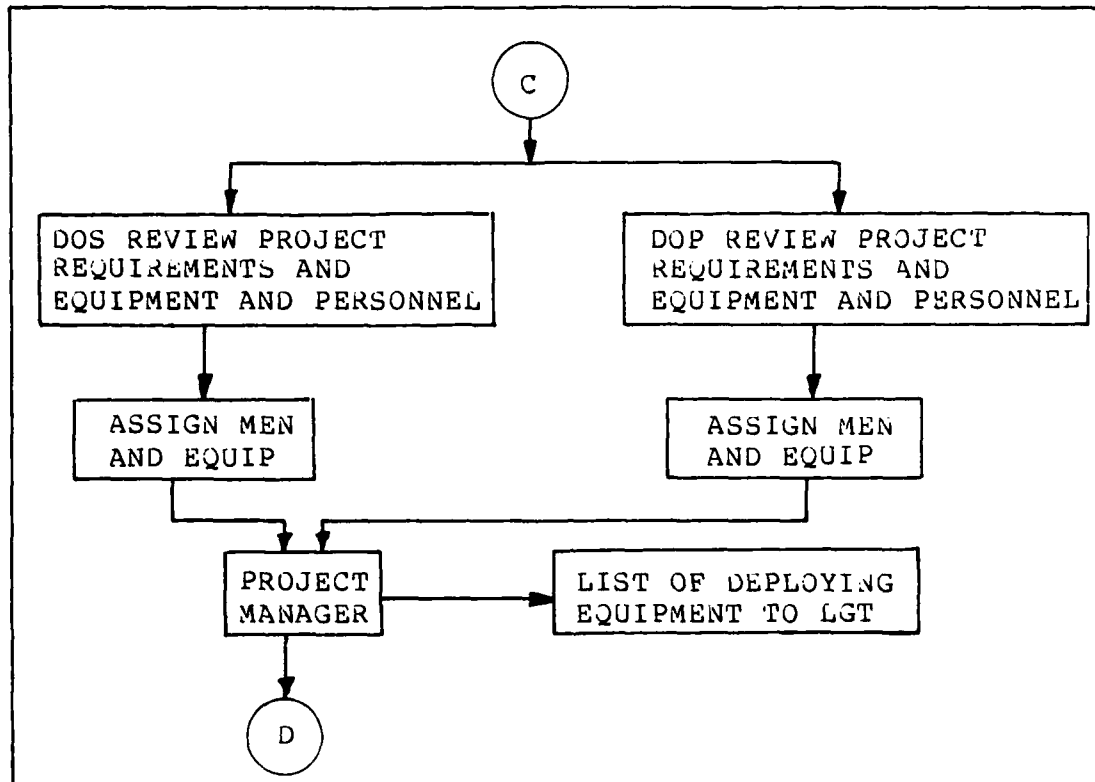 C
DOS REVIEW PROJECT
REQUIREMENTS AND
EQUIPMENT AND PERSONNEL
DOP REVIEW PROJECT
REQUIREMENTS AND
EQUIPMENT AND PERSONNEL
ASSIGN MEN
AND EQUIP
ASSIGN MEN
AND EQUIP
PROJECT
MANAGER
LIST OF DEPLOYING
EQUIPMENT TO LGT
D